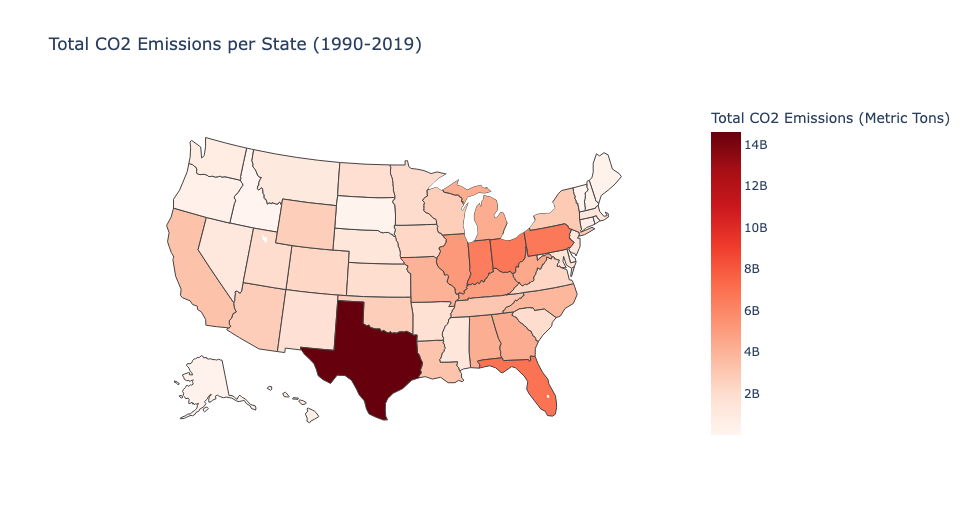 Total CO2 Emissions per State (1990-2019)
Total CO2 Emissions (Metric Tons)
14B
12B
10B
8B
6B
4B
2B